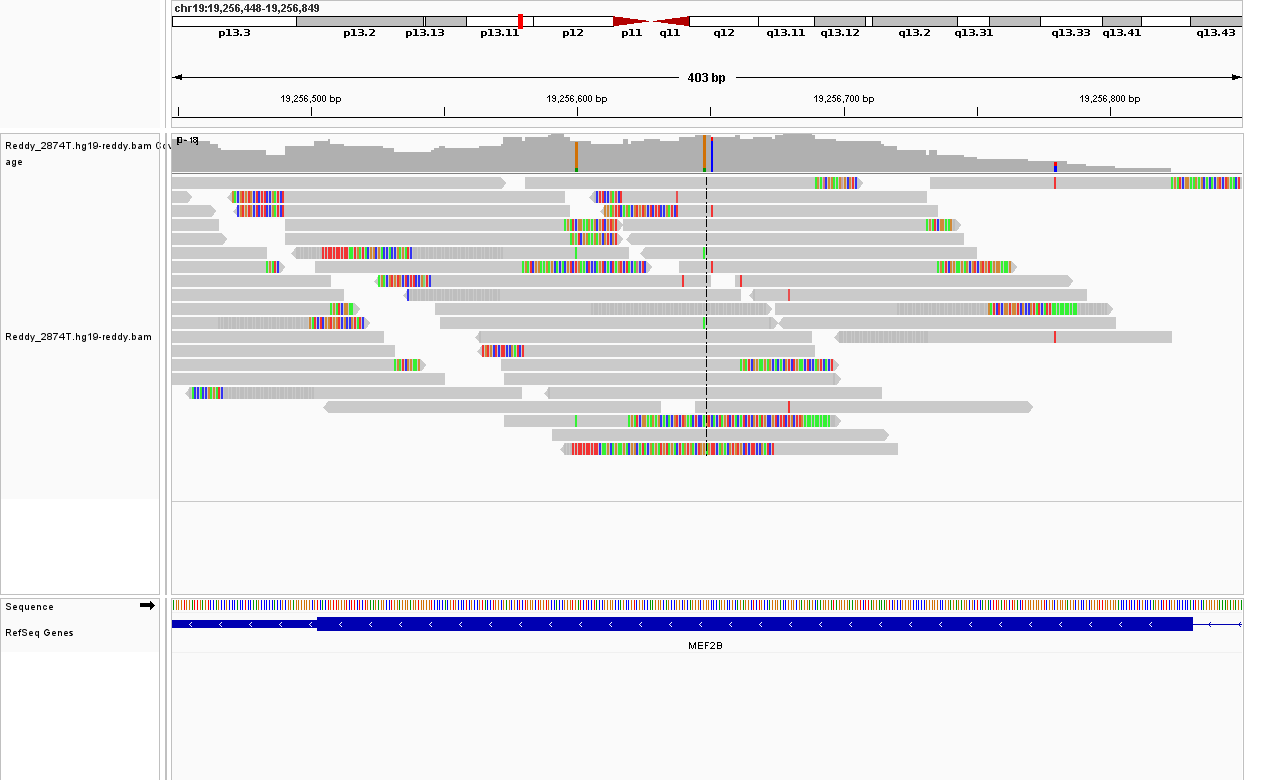 chr19:19,256,448-19,256,849
p13.3 p13.2 p13.13 p13.11 p12 p11 q11 q12 q13.11 q13.12 q13.2 q13.31 q13.33 q13.41 q13.43
403 bp
19,256,500 bp 19,256,600 bp 19,256,700 bp 19,256,800 bp
Reddy_2874T.hg19-reddy.bam Cov
age
Reddy_2874T.hg19-reddy.bam
Sequence
RefSeq Genes
MEF2B